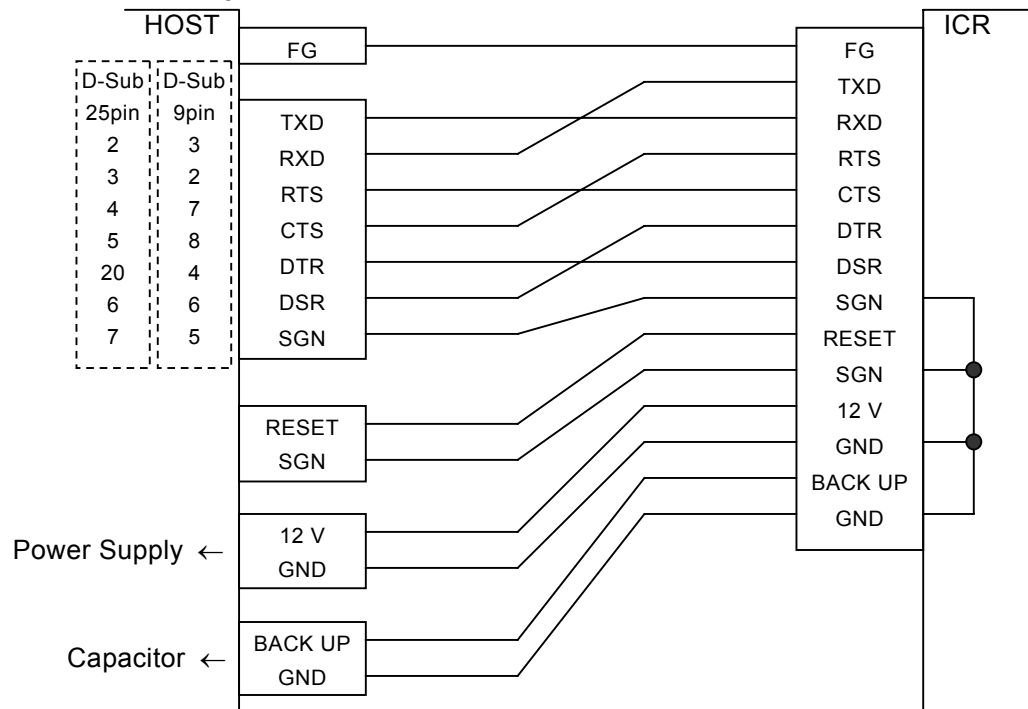 HOST
ICR
FG
FG
D-Sub D-Sub
25pin 9pin
2 3
3 2
4 7
5 8
20 4
6 6
7 5
TXD
RXD
RTS
CTS
DTR
DSR
SGN
RESET
SGN
Power Supply ←
12 V
GND
Capacitor ←
BACK UP
GND
TXD
RXD
RTS
CTS
DTR
DSR
SGN
RESET
SGN
12 V
GND
BACK UP
GND